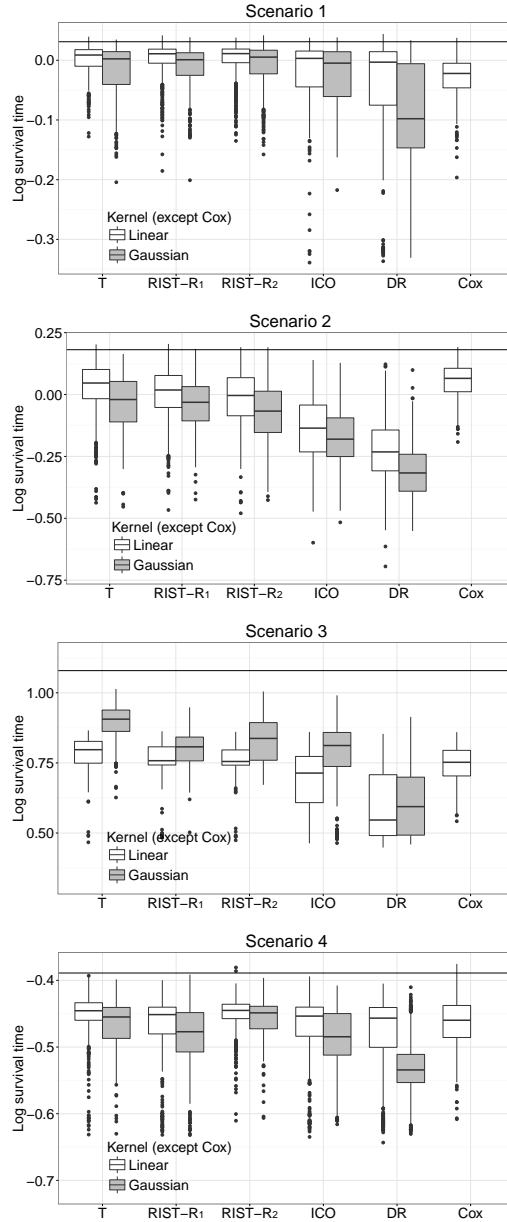 Scenario 1
Log survival time
0.0
−0.1
−0.2
−0.3
Kernel (except Cox)
Linear
Gaussian
T RIST−R1 RIST−R2 ICO DR Cox
Scenario 2
Log survival time
0.25
0.00
−0.25
−0.50
−0.75
Kernel (except Cox)
Linear
Gaussian
T RIST−R1 RIST−R2 ICO DR Cox
Scenario 3
Log survival time
1.00
0.75
0.50
Kernel (except Cox)
Linear
Gaussian
T RIST−R1 RIST−R2 ICO DR Cox
Scenario 4
Log survival time
−0.4
−0.5
−0.6
−0.7
Kernel (except Cox)
Linear
Gaussian
T RIST−R1 RIST−R2 ICO DR Cox